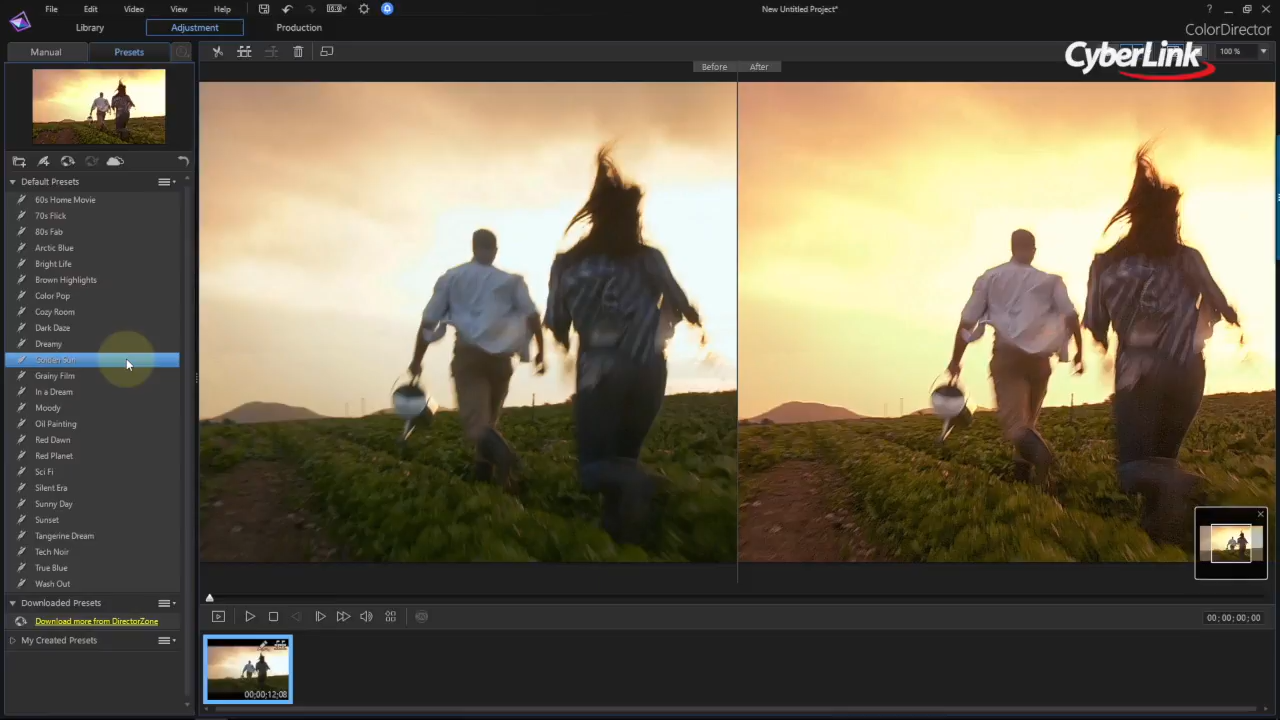 File Edit Video View Help
New Untitled Project*
?
Library Adjustment Production
ColorDirector
Manual Presets
100 %
CyberLink
Before After
Default Presets
60s Home Movie
70s Flick
80s Fab
Arctic Blue
Bright Life
Brown Highlights
Color Pop
Cozy Room
Dark Daze
Dreamy
Golden Sun
Grainy Film
In a Dream
Moody
Oil Painting
Red Dawn
Red Planet
Sci Fi
Silent Era
Sunny Day
Sunset
Tangerine Dream
Tech Noir
True Blue
Wash Out
Downloaded Presets
Download more from DirectorZone
My Created Presets
00;00;00;00
00;00;12;08